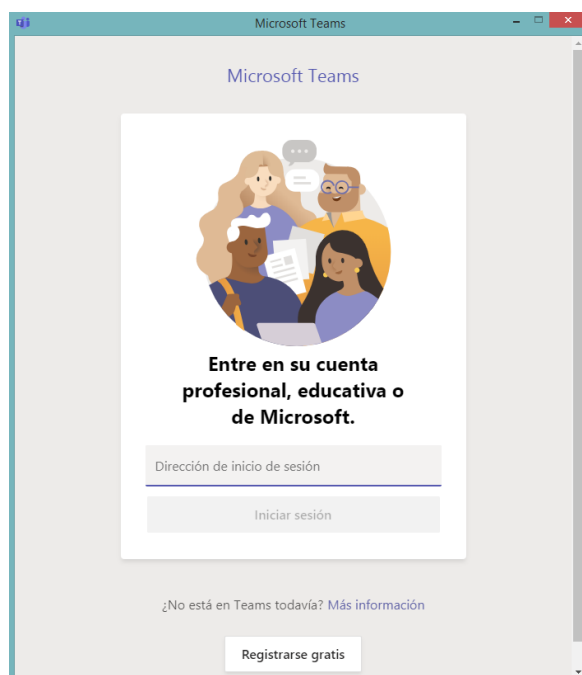 Microsoft Teams
Microsoft Teams
Entre en su cuenta
profesional, educativa o
de Microsoft.
Dirección de inicio de sesión
Iniciar sesión
¿No está en Teams todavía? Más información
Registrarse gratis